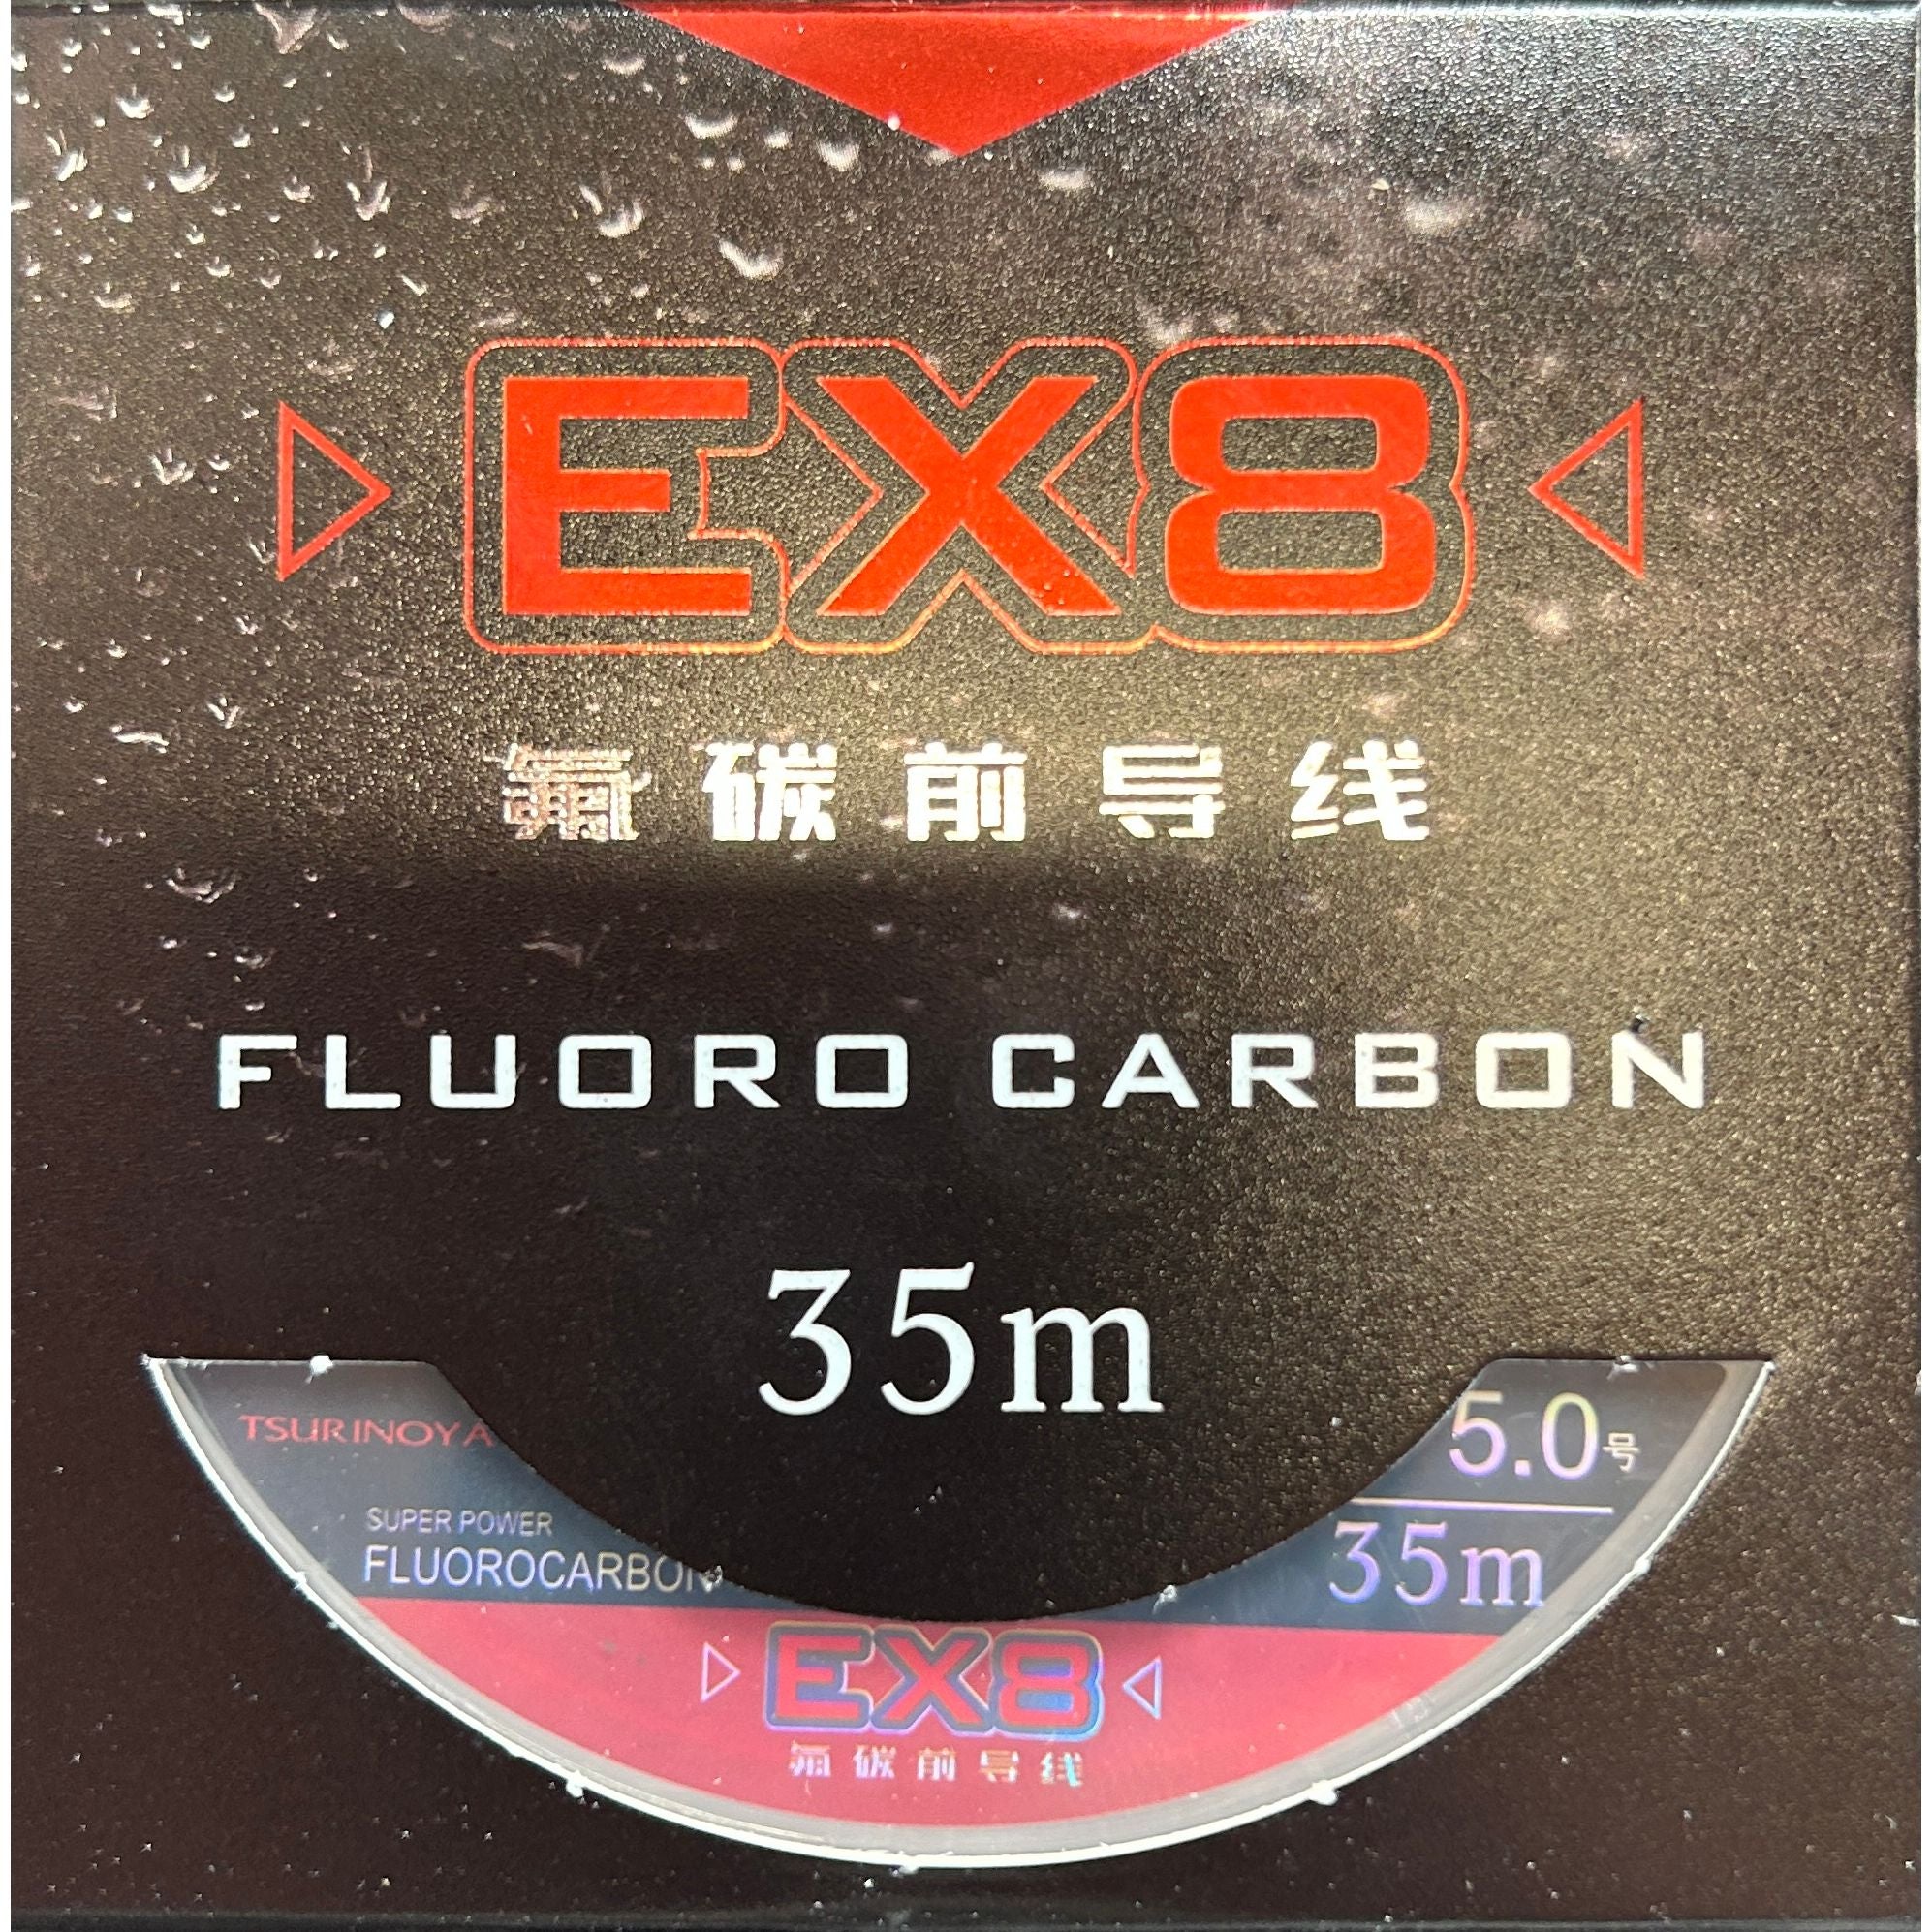 EX8
氟碳前导线
FLUORO CARBON
35m
TSURINOYA
5.0号
SUPER POWER
FLUOROCARBON
35m
EX8
氟碳前导线